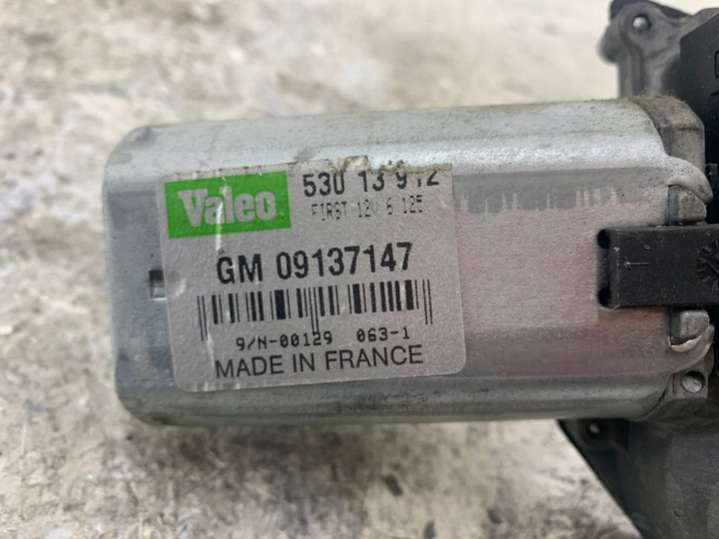 Valeo
530 13 912
FIRST 12V 6 125
GM 09137147
9/N-00129 063-1
MADE IN FRANCE